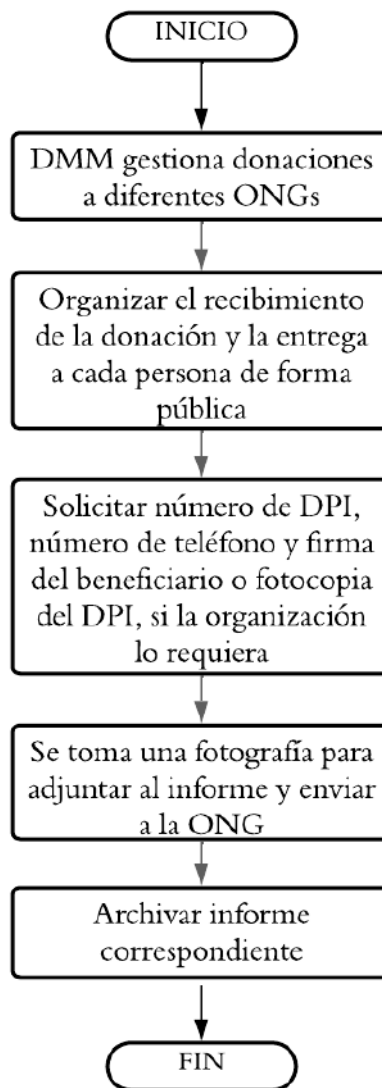 INICIO
DMM gestiona donaciones
a diferentes ONGs
Organizar el recibimiento
de la donación y la entrega
a cada persona de forma
pública
Solicitar número de DPI,
número de teléfono y firma
del beneficiario o fotocopia
del DPI, si la organización
lo requiera
Se toma una fotografía para
adjuntar al informe y enviar
a la ONG
Archivar informe
correspondiente
FIN